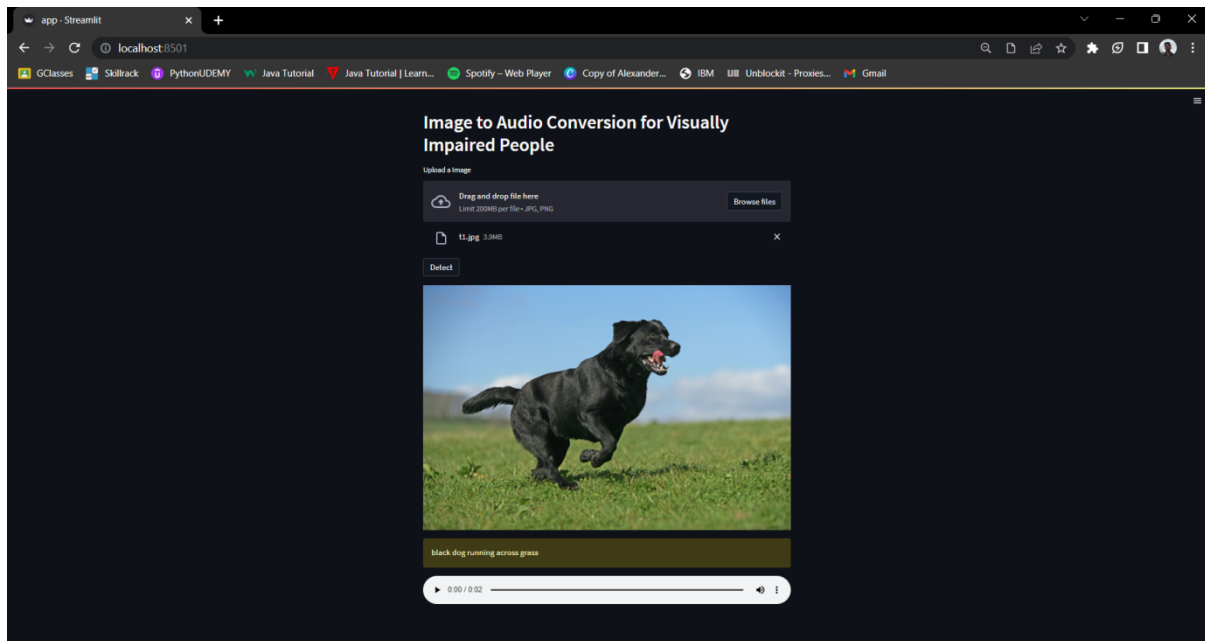 app · Streamlit
localhost:8501
GClasses Skillrack PythonUDEMY Java Tutorial Java Tutorial | Learn... Spotify – Web Player Copy of Alexander... IBM Unblockit - Proxies... Gmail
Image to Audio Conversion for Visually
Impaired People
Upload a Image
Drag and drop file here
Limit 200MB per file • JPG, PNG
Browse files
t1.jpg 3.9MB
Detect
black dog running across grass
0:00 / 0:02